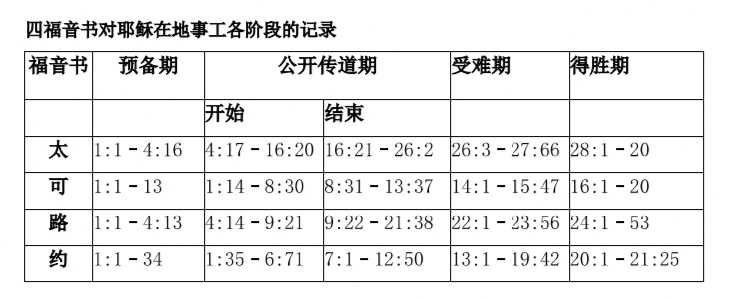 四福音书对耶稣在地事工各阶段的记录
福音书 预备期 公开传道期 受难期 得胜期
开始 结束
太 1:1－4:16 4:17－16:20 16:21－26:2 26:3－27:66 28:1－20
可 1:1－13 1:14－8:30 8:31－13:37 14:1－15:47 16:1－20
路 1:1－4:13 4:14－9:21 9:22－21:38 22:1－23:56 24:1－53
约 1:1－34 1:35－6:71 7:1－12:50 13:1－19:42 20:1－21:25